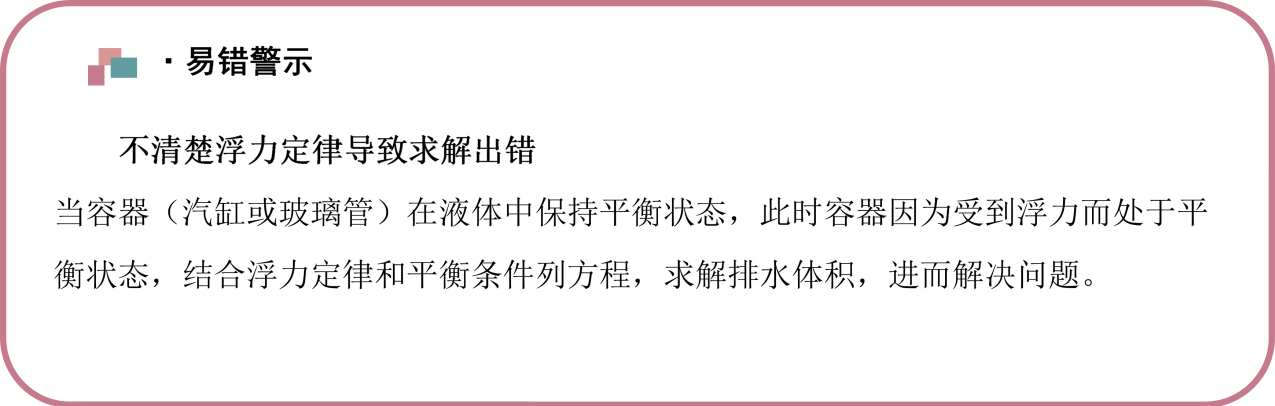 ·易错警示
不清楚浮力定律导致求解出错
当容器（汽缸或玻璃管）在液体中保持平衡状态，此时容器因为受到浮力而处于平
衡状态，结合浮力定律和平衡条件列方程，求解排水体积，进而解决问题。